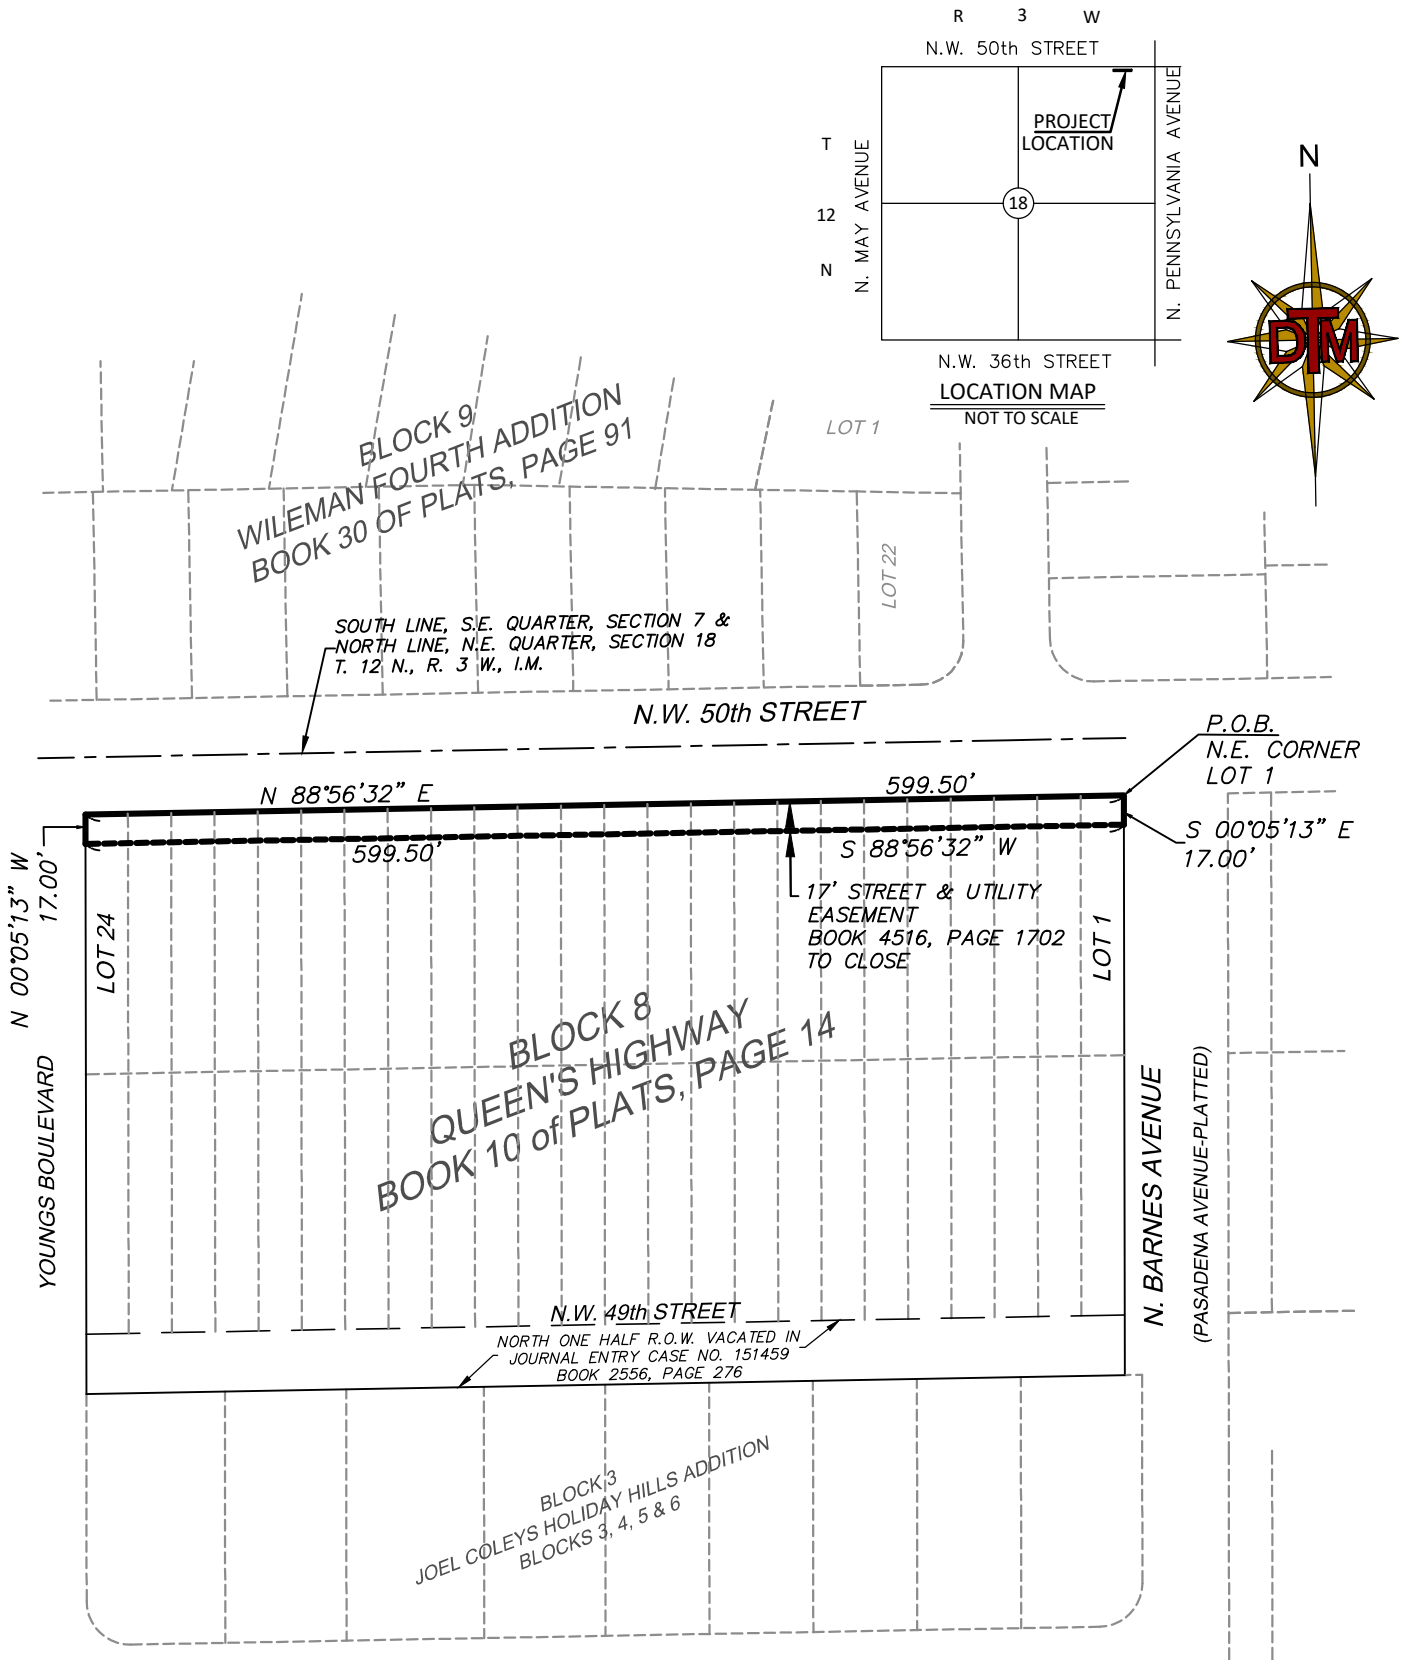 R 3 W
N.W. 50th STREET
T
12
N
N. MAY AVENUE
PROJECT
LOCATION
18
N. PENNSYLVANIA AVENUE
N.W. 36th STREET
LOCATION MAP
NOT TO SCALE
N
DTM
BLOCK 9
WILEMAN FOURTH ADDITION
BOOK 30 OF PLATS, PAGE 91
LOT 1
LOT 22
SOUTH LINE, S.E. QUARTER, SECTION 7 &
NORTH LINE, N.E. QUARTER, SECTION 18
T. 12 N., R. 3 W., I.M.
N.W. 50th STREET
P.O.B.
N.E. CORNER
LOT 1
N 88°56'32" E
599.50'
S 00°05'13" E
17.00'
599.50'
S 88°56'32" W
N 00°05'13" W
17.00'
17' STREET & UTILITY
EASEMENT
BOOK 4516, PAGE 1702
TO CLOSE
LOT 24
LOT 1
BLOCK 8
QUEEN'S HIGHWAY
BOOK 10 of PLATS, PAGE 14
YOUNGS BOULEVARD
N. BARNES AVENUE
(PASADENA AVENUE-PLATTED)
N.W. 49th STREET
NORTH ONE HALF R.O.W. VACATED IN
JOURNAL ENTRY CASE NO. 151459
BOOK 2556, PAGE 276
BLOCK 3
JOEL COLEYS HOLIDAY HILLS ADDITION
BLOCKS 3, 4, 5 & 6